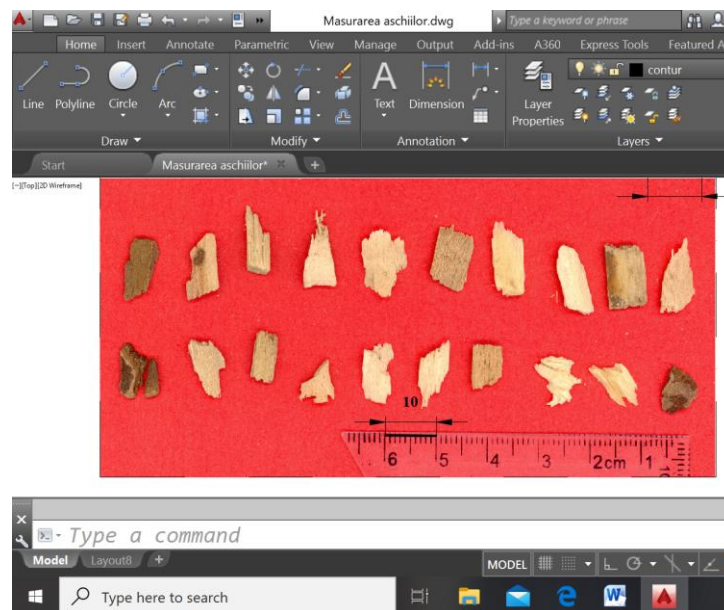 Masurarea aschiilor.dwg
Type a keyword or phrase
Home Insert Annotate Parametric View Manage Output Add-ins A360 Express Tools Featured A
Line Polyline Circle Arc
Text Dimension
Layer
Properties
contur
Draw Modify Annotation Layers
Start Masurarea aschiilor*
[−][Top][2D Wireframe]
10
6 5 4 3 2cm 1
Type a command
Model Layout8 +
MODEL
Type here to search